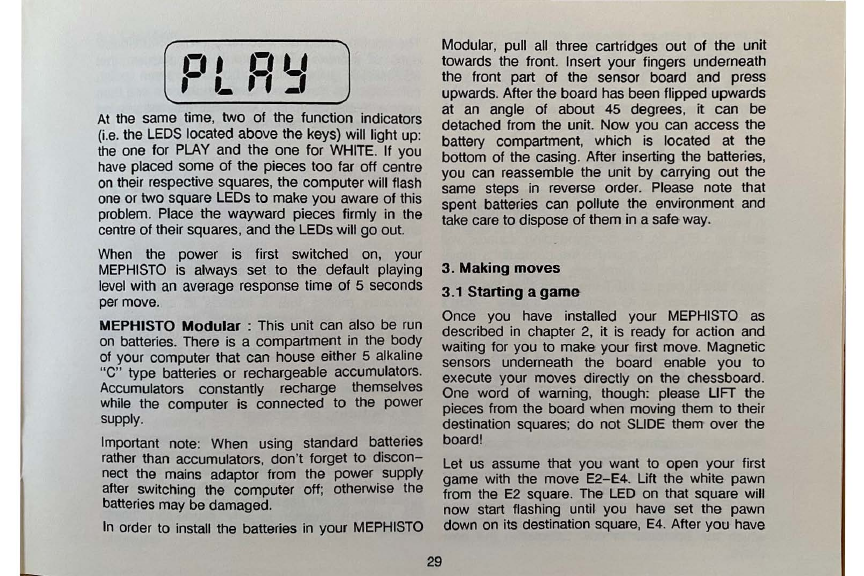 PLAY
At the same time, two of the function indicators
(i.e. the LEDS located above the keys) will light up:
the one for PLAY and the one for WHITE. If you
have placed some of the pieces too far off centre
on their respective squares, the computer will flash
one or two square LEDs to make you aware of this
problem. Place the wayward pieces firmly in the
centre of their squares, and the LEDs will go out.
When the power is first switched on, your
MEPHISTO is always set to the default playing
level with an average response time of 5 seconds
per move.
MEPHISTO Modular : This unit can also be run
on batteries. There is a compartment in the body
of your computer that can house either 5 alkaline
"C" type batteries or rechargeable accumulators.
Accumulators constantly recharge themselves
while the computer is connected to the power
supply.
Important note: When using standard batteries
rather than accumulators, don't forget to discon-
nect the mains adaptor from the power supply
after switching the computer off; otherwise the
batteries may be damaged.
In order to install the batteries in your MEPHISTO
Modular, pull all three cartridges out of the unit
towards the front. Insert your fingers underneath
the front part of the sensor board and press
upwards. After the board has been flipped upwards
at an angle of about 45 degrees, it can be
detached from the unit. Now you can access the
battery compartment, which is located at the
bottom of the casing. After inserting the batteries,
you can reassemble the unit by carrying out the
same steps in reverse order. Please note that
spent batteries can pollute the environment and
take care to dispose of them in a safe way.
3. Making moves
3.1 Starting a game
Once you have installed your MEPHISTO as
described in chapter 2, it is ready for action and
waiting for you to make your first move. Magnetic
sensors underneath the board enable you to
execute your moves directly on the chessboard.
One word of warning, though: please LIFT the
pieces from the board when moving them to their
destination squares; do not SLIDE them over the
board!
Let us assume that you want to open your first
game with the move E2-E4. Lift the white pawn
from the E2 square. The LED on that square will
now start flashing until you have set the pawn
down on its destination square, E4. After you have
29